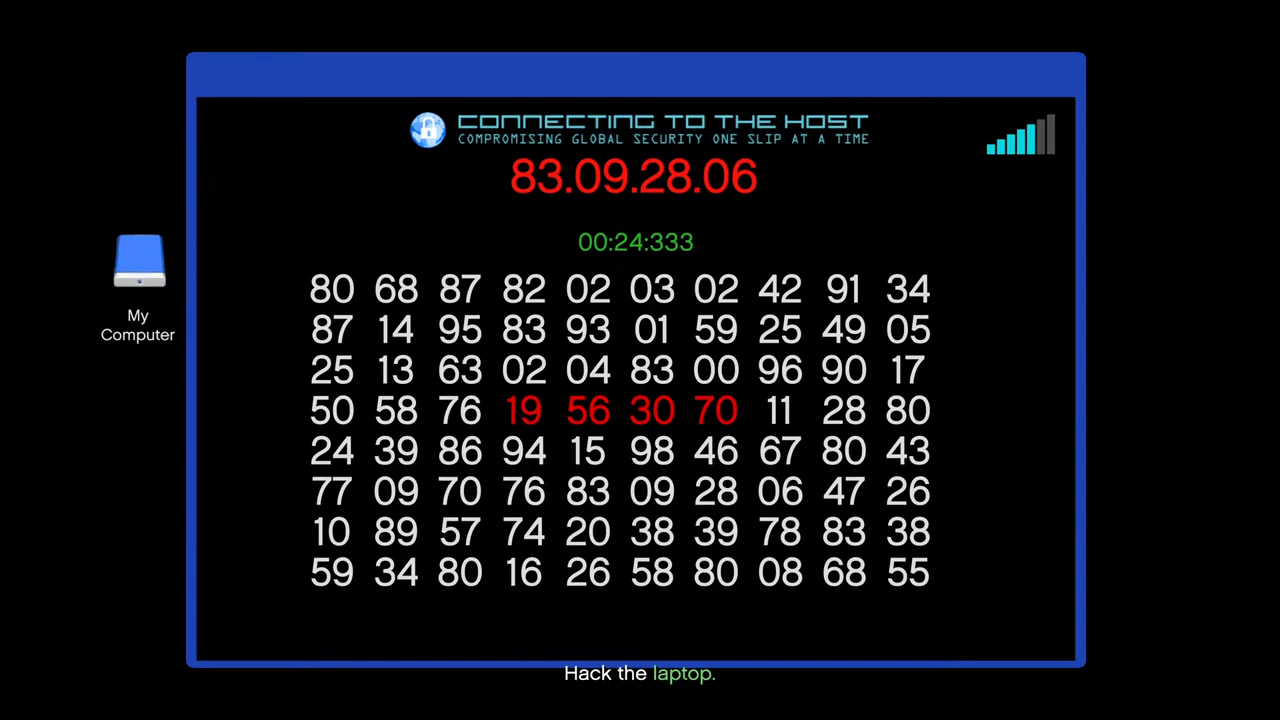 CONNECTING TO THE HOST
COMPROMISING GLOBAL SECURITY ONE SLIP AT A TIME
83.09.28.06
00:24:333
80 68 87 82 02 03 02 42 91 34
87 14 95 83 93 01 59 25 49 05
25 13 63 02 04 83 00 96 90 17
50 58 76 19 56 30 70 11 28 80
24 39 86 94 15 98 46 67 80 43
77 09 70 76 83 09 28 06 47 26
10 89 57 74 20 38 39 78 83 38
59 34 80 16 26 58 80 08 68 55
My
Computer
Hack the laptop.